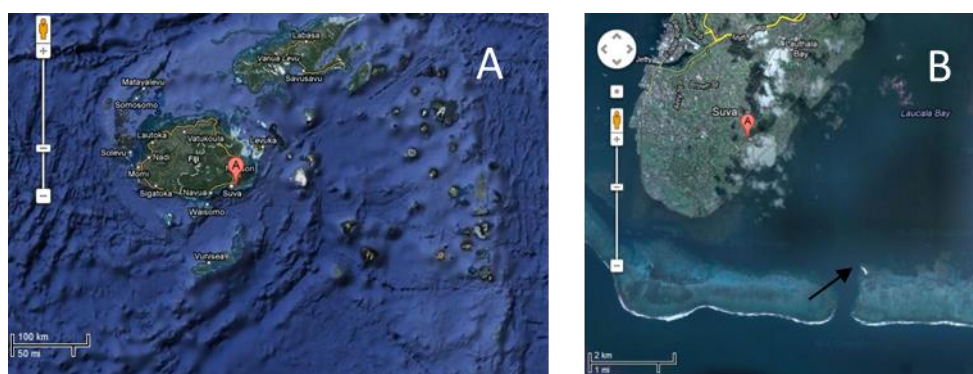 A
Labasa
Vanua Levu
Savusavu
Matayalevu
Somosomo
Lautoka
Vatukoula
Levuka
Solevu
Nadi
Fiji
A
Momi
Sigatoka
Navua
Suva
Waisomo
Vunisea
100 km
50 mi
B
Suva
A
Laucala Bay
Bay
2 km
1 mi